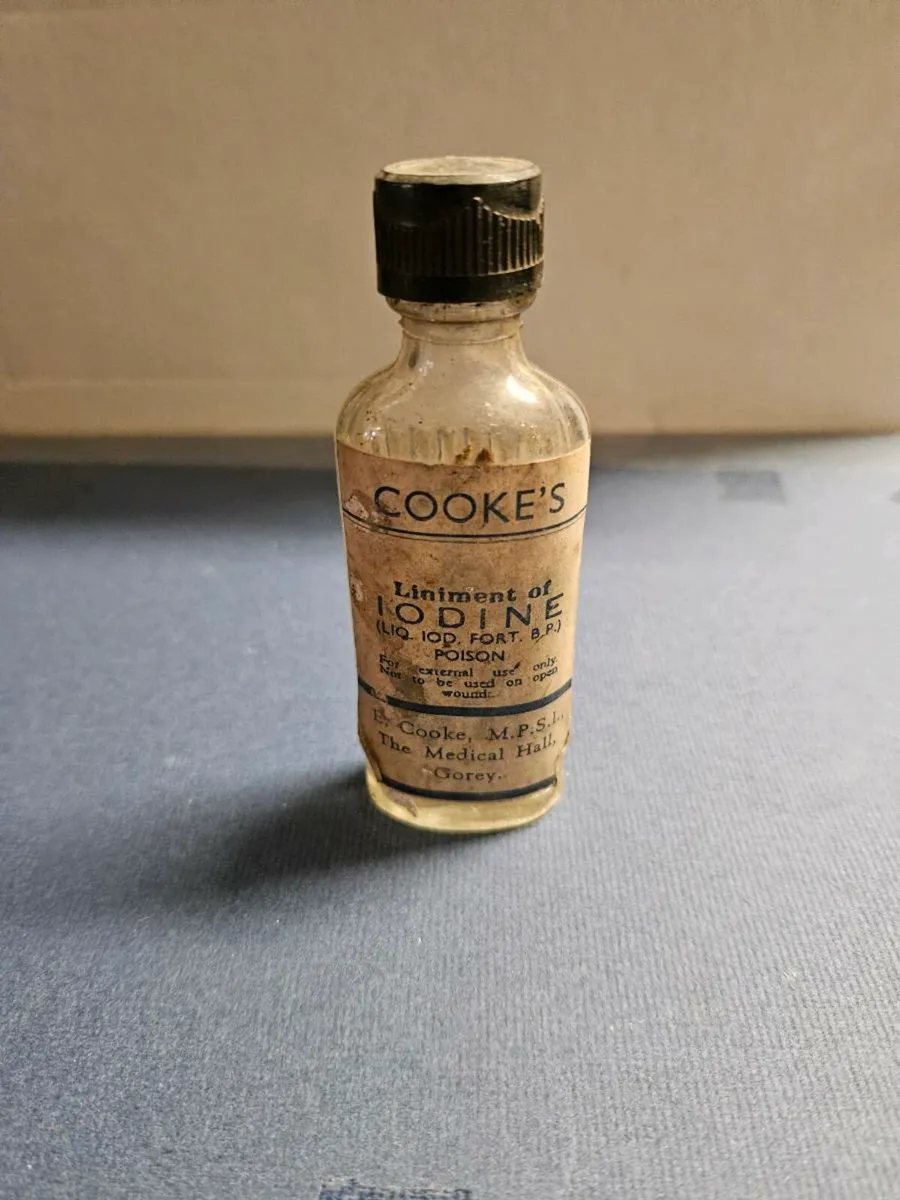 COOKE'S
Liniment of
IODINE
(LIQ. IOD. FORT. B.P.)
POISON
For external use only.
Not to be used on open
wounds.
Cooke, M.P.S.I.,
The Medical Hall,
Gorey.